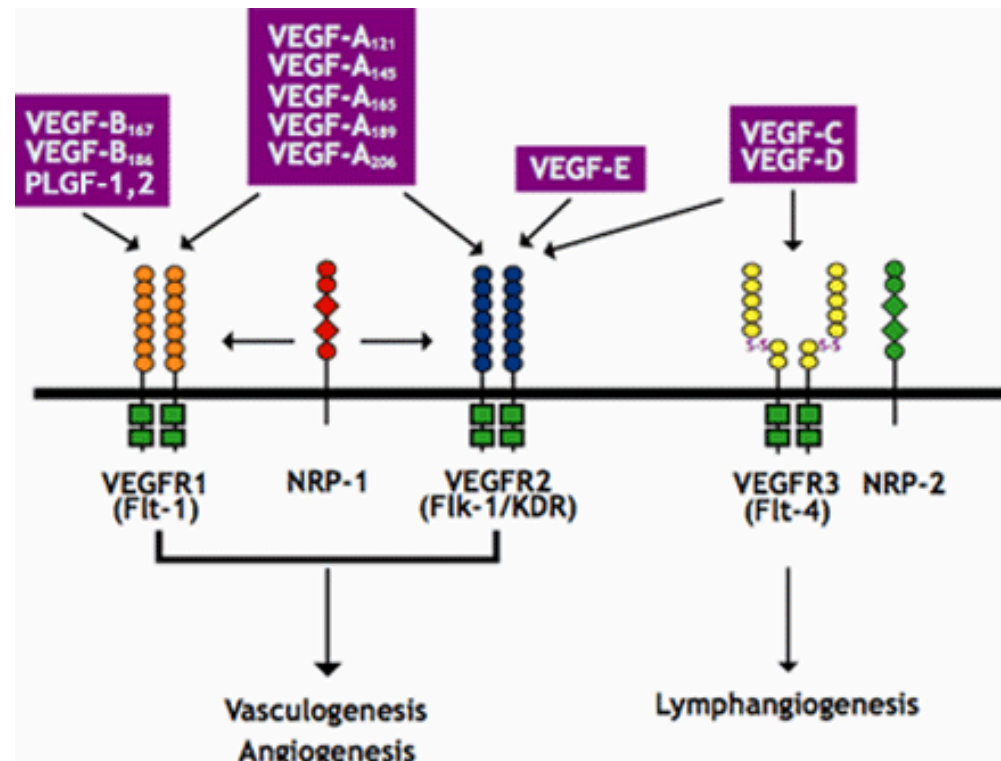 VEGF-A₁₂₁
VEGF-A₁₄₅
VEGF-A₁₆₅
VEGF-A₁₈₉
VEGF-A₂₀₆
VEGF-B₁₆₇
VEGF-B₁₈₆
PLGF-1,2
VEGF-E
VEGF-C
VEGF-D
S-S
S-S
VEGFR1
(Flt-1)
NRP-1
VEGFR2
(Flk-1/KDR)
VEGFR3
(Flt-4)
NRP-2
Vasculogenesis
Angiogenesis
Lymphangiogenesis